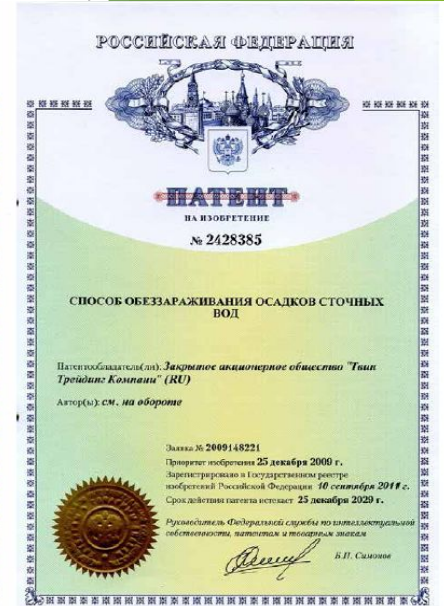 РОССИЙСКАЯ ФЕДЕРАЦИЯ
ПАТЕНТ
НА ИЗОБРЕТЕНИЕ
№ 2428385
СПОСОБ ОБЕЗЗАРАЖИВАНИЯ ОСАДКОВ СТОЧНЫХ
ВОД
Патентообладатель(ли): Закрытое акционерное общество "Твин
Трейдинг Компани" (RU)
Автор(ы): см. на обороте
Заявка № 2009148221
Приоритет изобретения 25 декабря 2009 г.
Зарегистрировано в Государственном реестре
изобретений Российской Федерации 10 сентября 2011 г.
Срок действия патента истекает 25 декабря 2029 г.
Руководитель Федеральной службы по интеллектуальной
собственности, патентам и товарным знакам
Б.П. Симонов